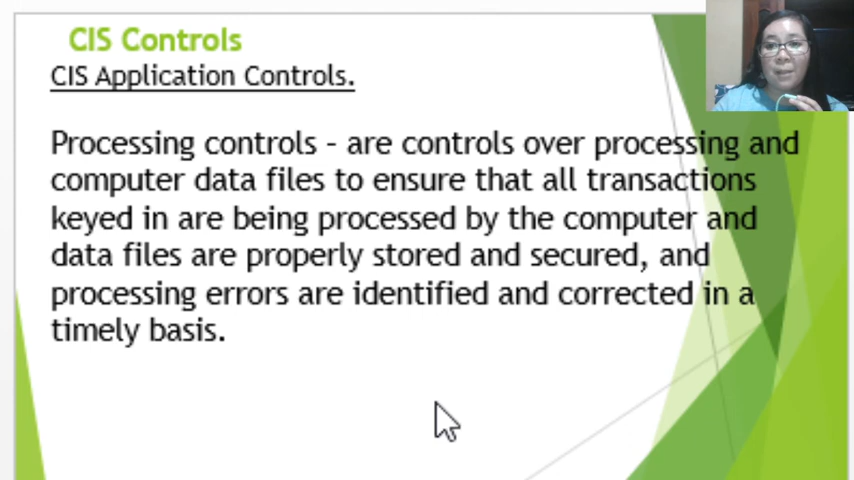 CIS Controls
CIS Application Controls.
Processing controls - are controls over processing and
computer data files to ensure that all transactions
keyed in are being processed by the computer and
data files are properly stored and secured, and
processing errors are identified and corrected in a
timely basis.